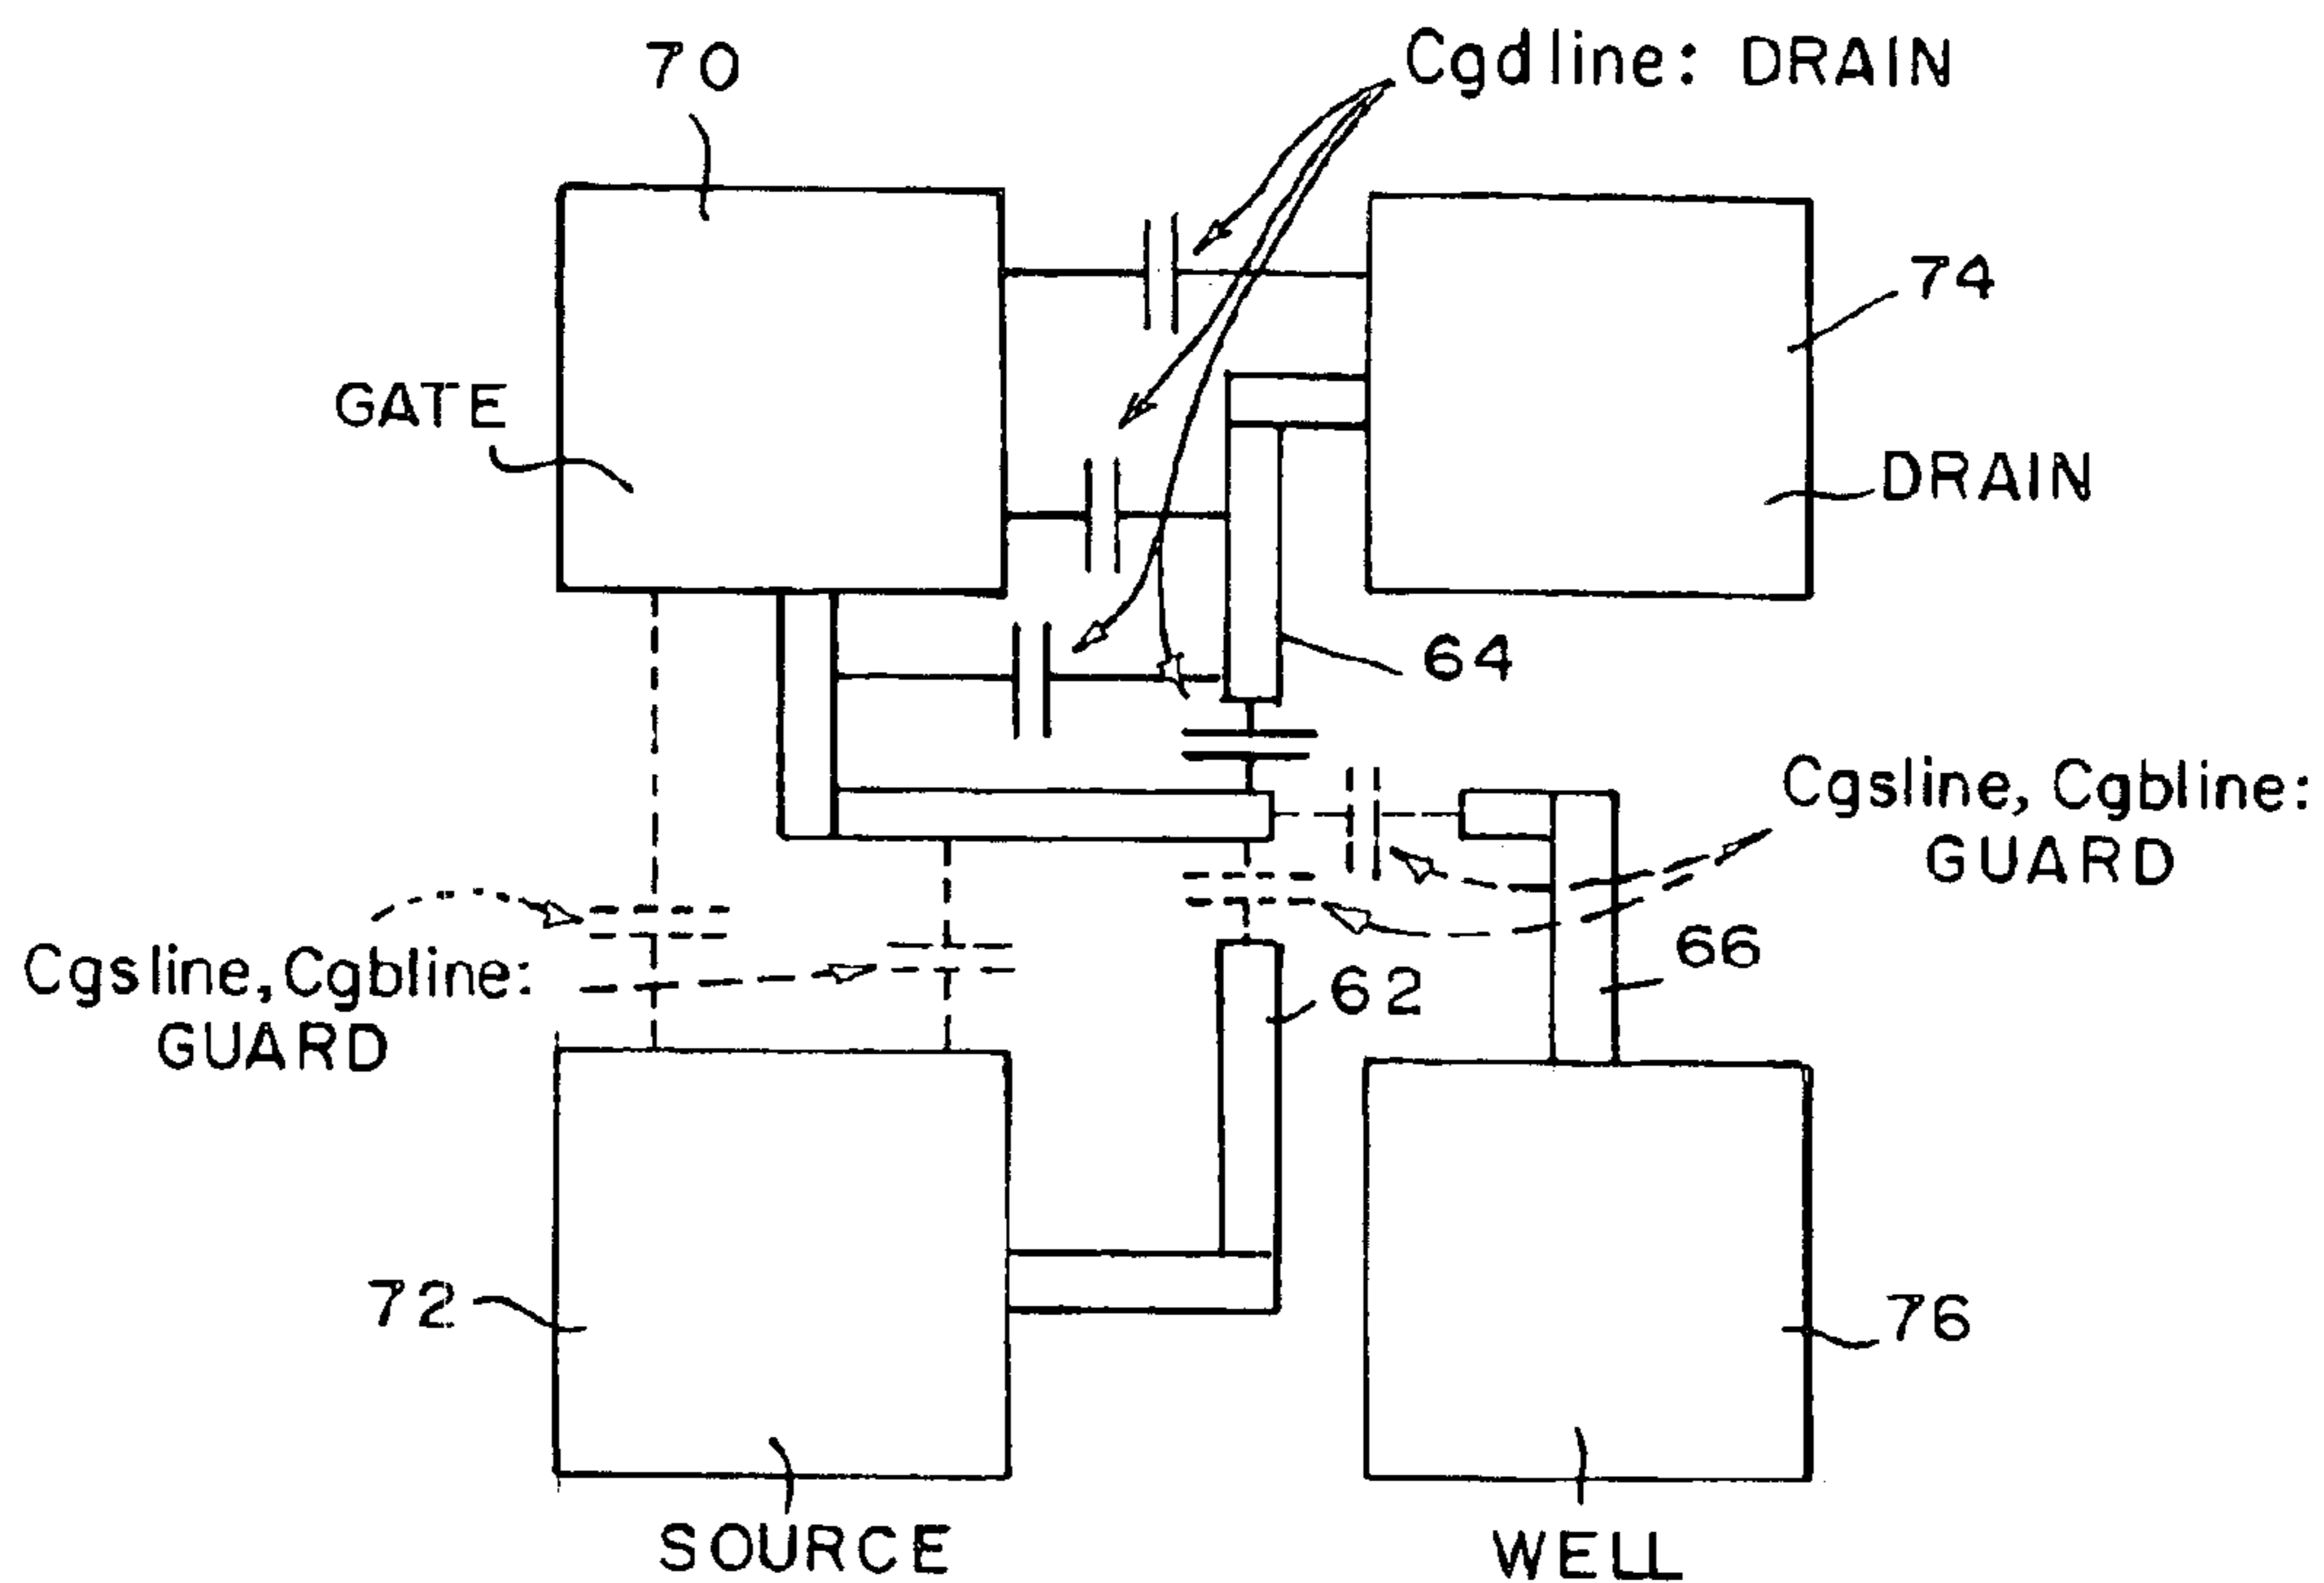 70
Cgdline: DRAIN
74
GATE
DRAIN
64
Cgsline, Cgbline:
GUARD
66
Cgsline, Cgbline:
GUARD
62
72
76
SOURCE
WELL